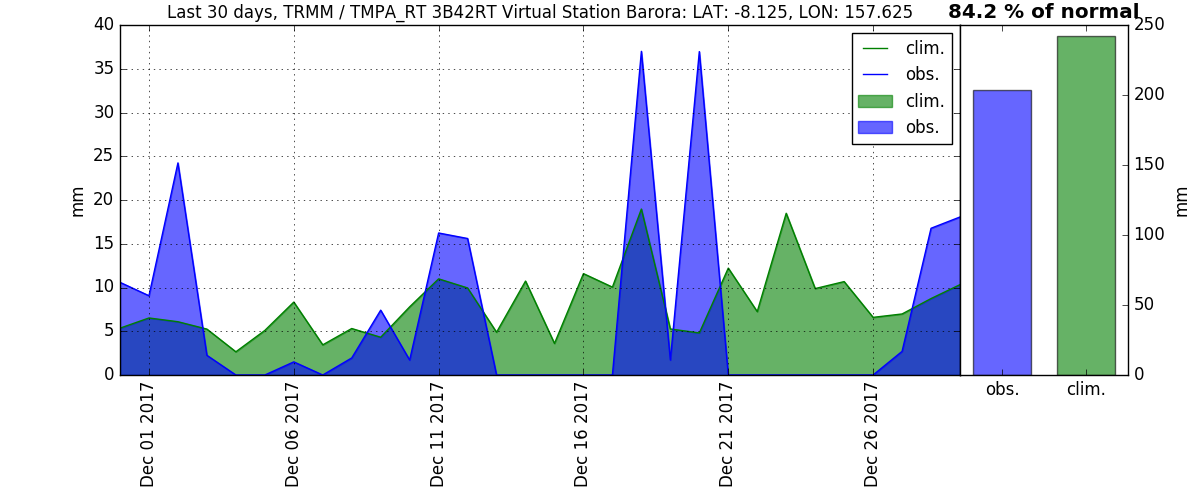 Last 30 days, TRMM / TMPA_RT 3B42RT Virtual Station Barora: LAT: -8.125, LON: 157.625
84.2 % of normal
40
35
30
25
20
15
10
5
0
mm
clim.
obs.
clim.
obs.
Dec 01 2017
Dec 06 2017
Dec 11 2017
Dec 16 2017
Dec 21 2017
Dec 26 2017
250
200
150
100
50
0
mm
obs.
clim.